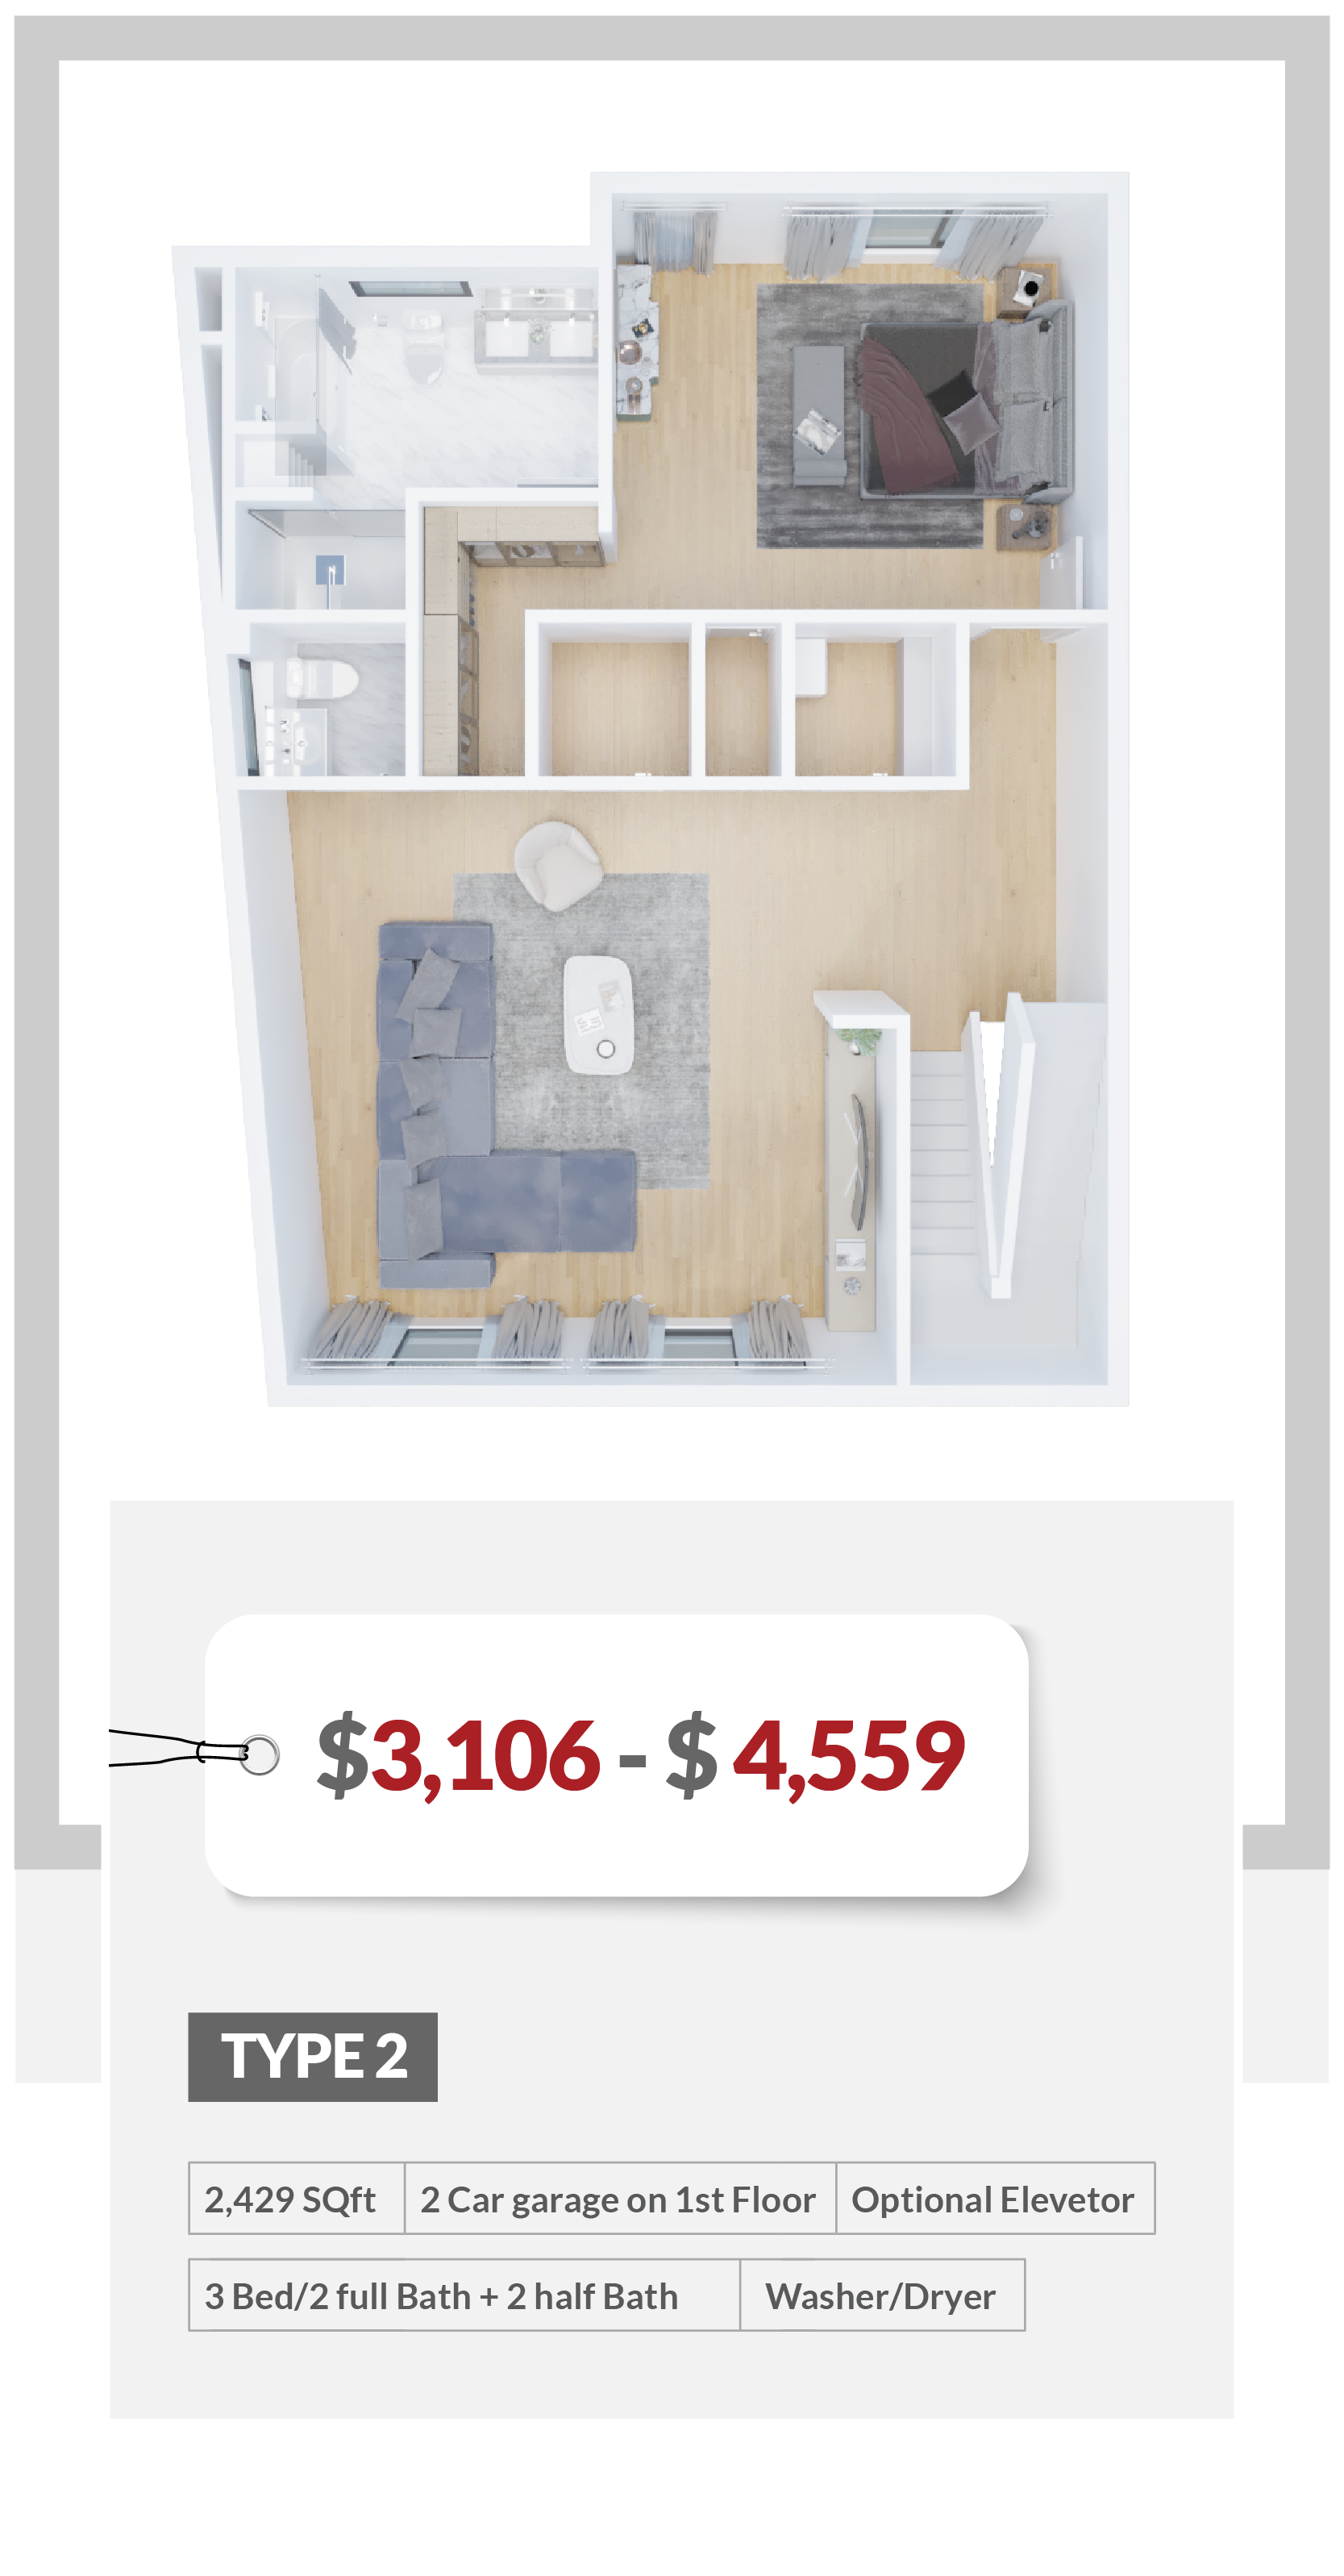 $3,106 - $ 4,559
TYPE 2
2,429 SQft
2 Car garage on 1st Floor
Optional Elevetor
3 Bed/2 full Bath + 2 half Bath
Washer/Dryer